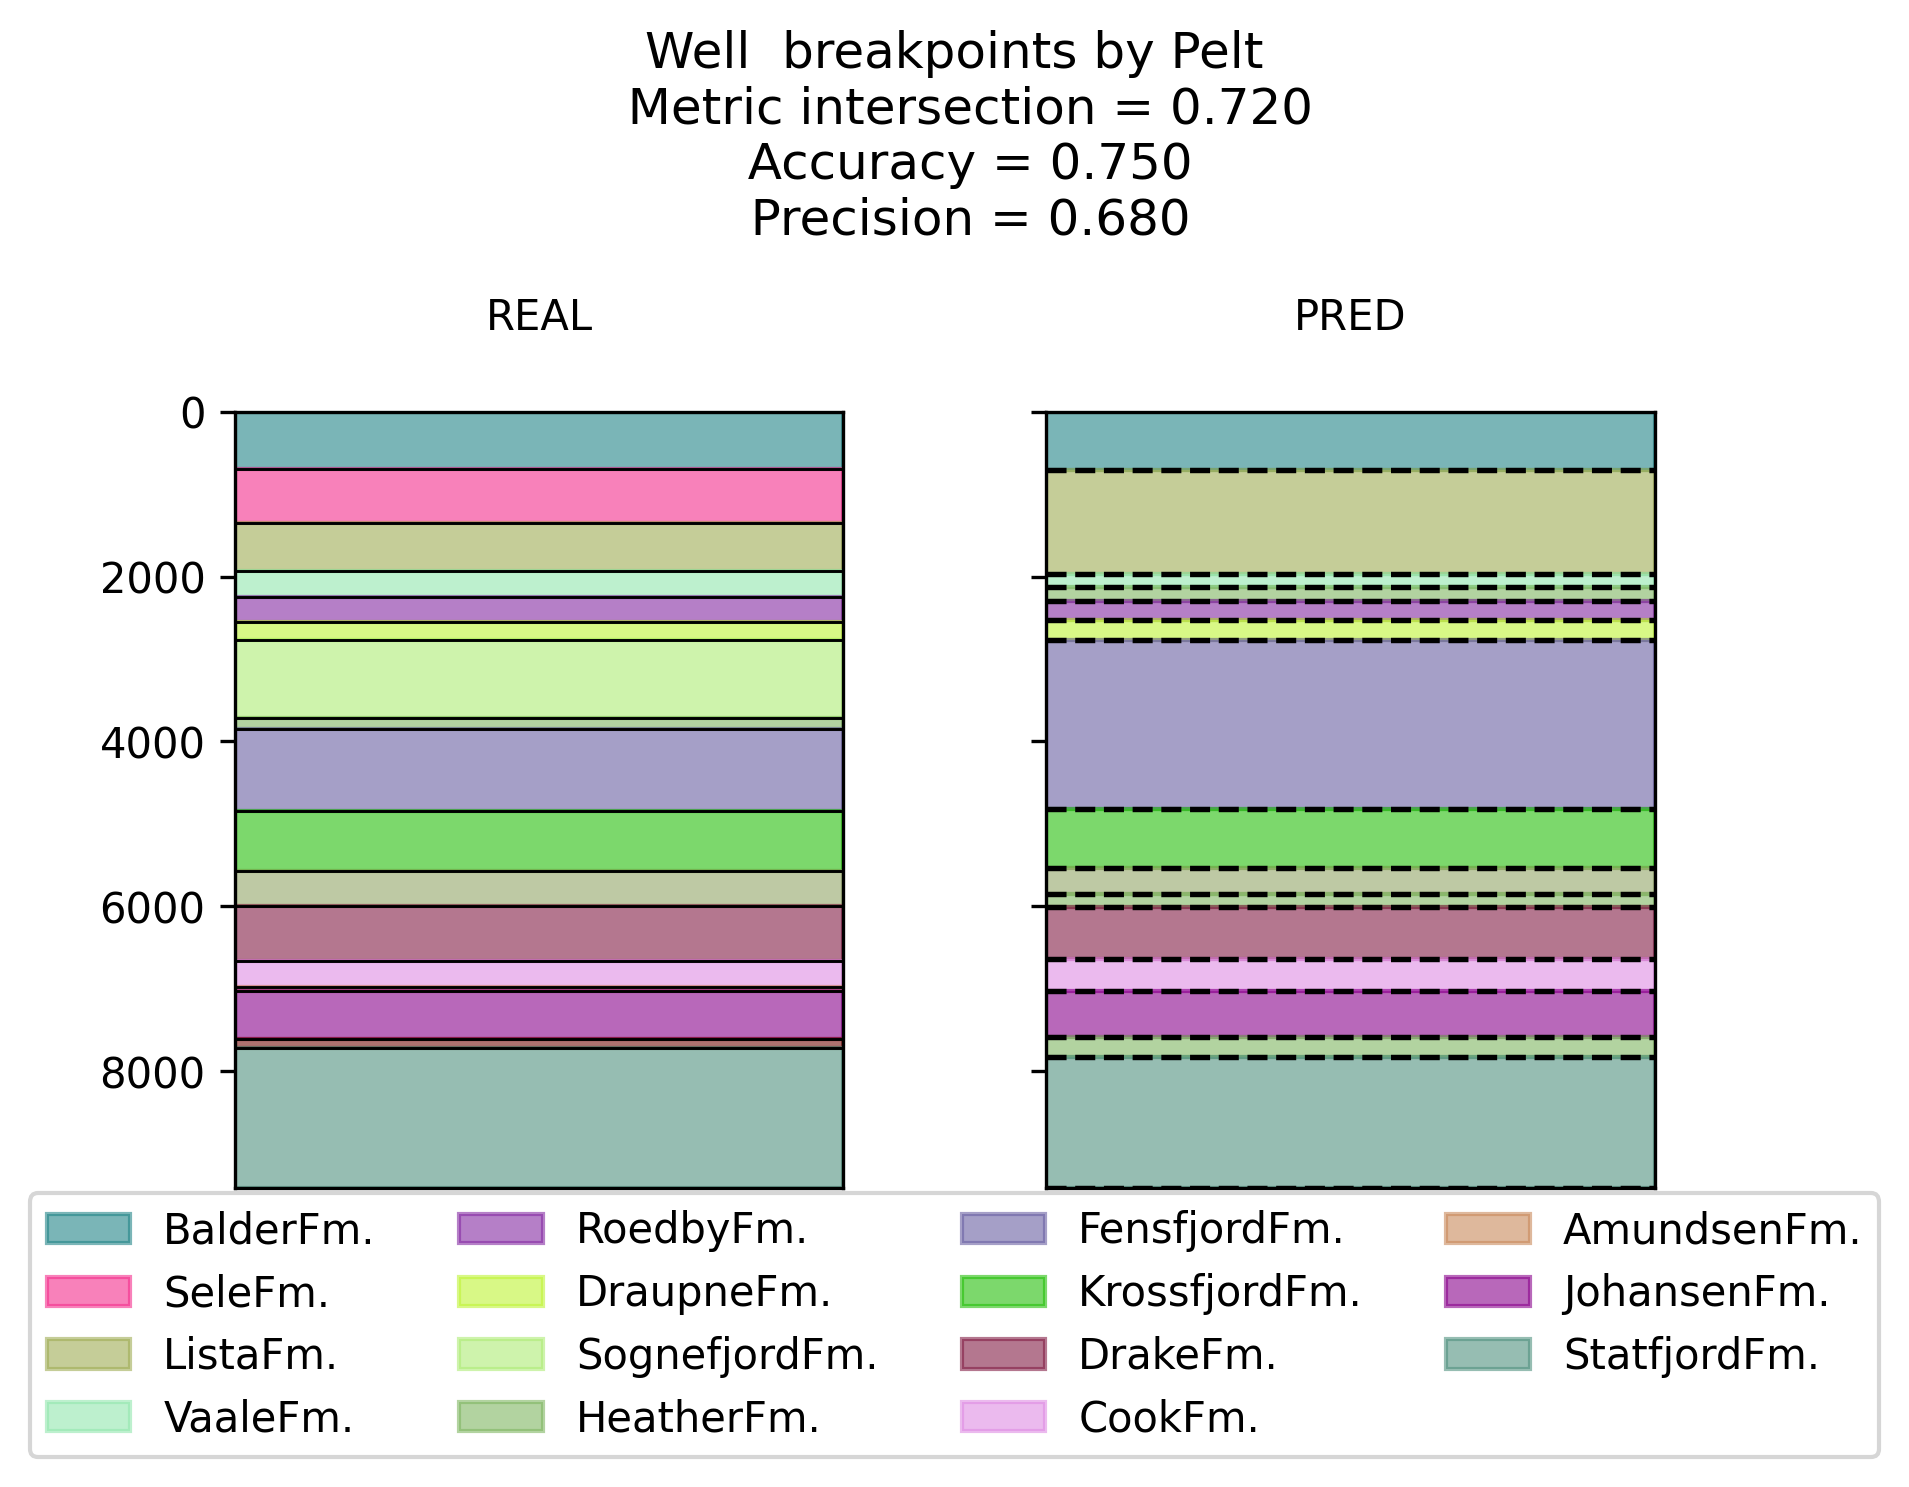 Well  breakpoints by Pelt
Metric intersection = 0.720
Accuracy = 0.750
Precision = 0.680
REAL
PRED
0
2000
4000
6000
8000
BalderFm.
SeleFm.
ListaFm.
VaaleFm.
RoedbyFm.
DraupneFm.
SognefjordFm.
HeatherFm.
FensfjordFm.
KrossfjordFm.
DrakeFm.
CookFm.
AmundsenFm.
JohansenFm.
StatfjordFm.